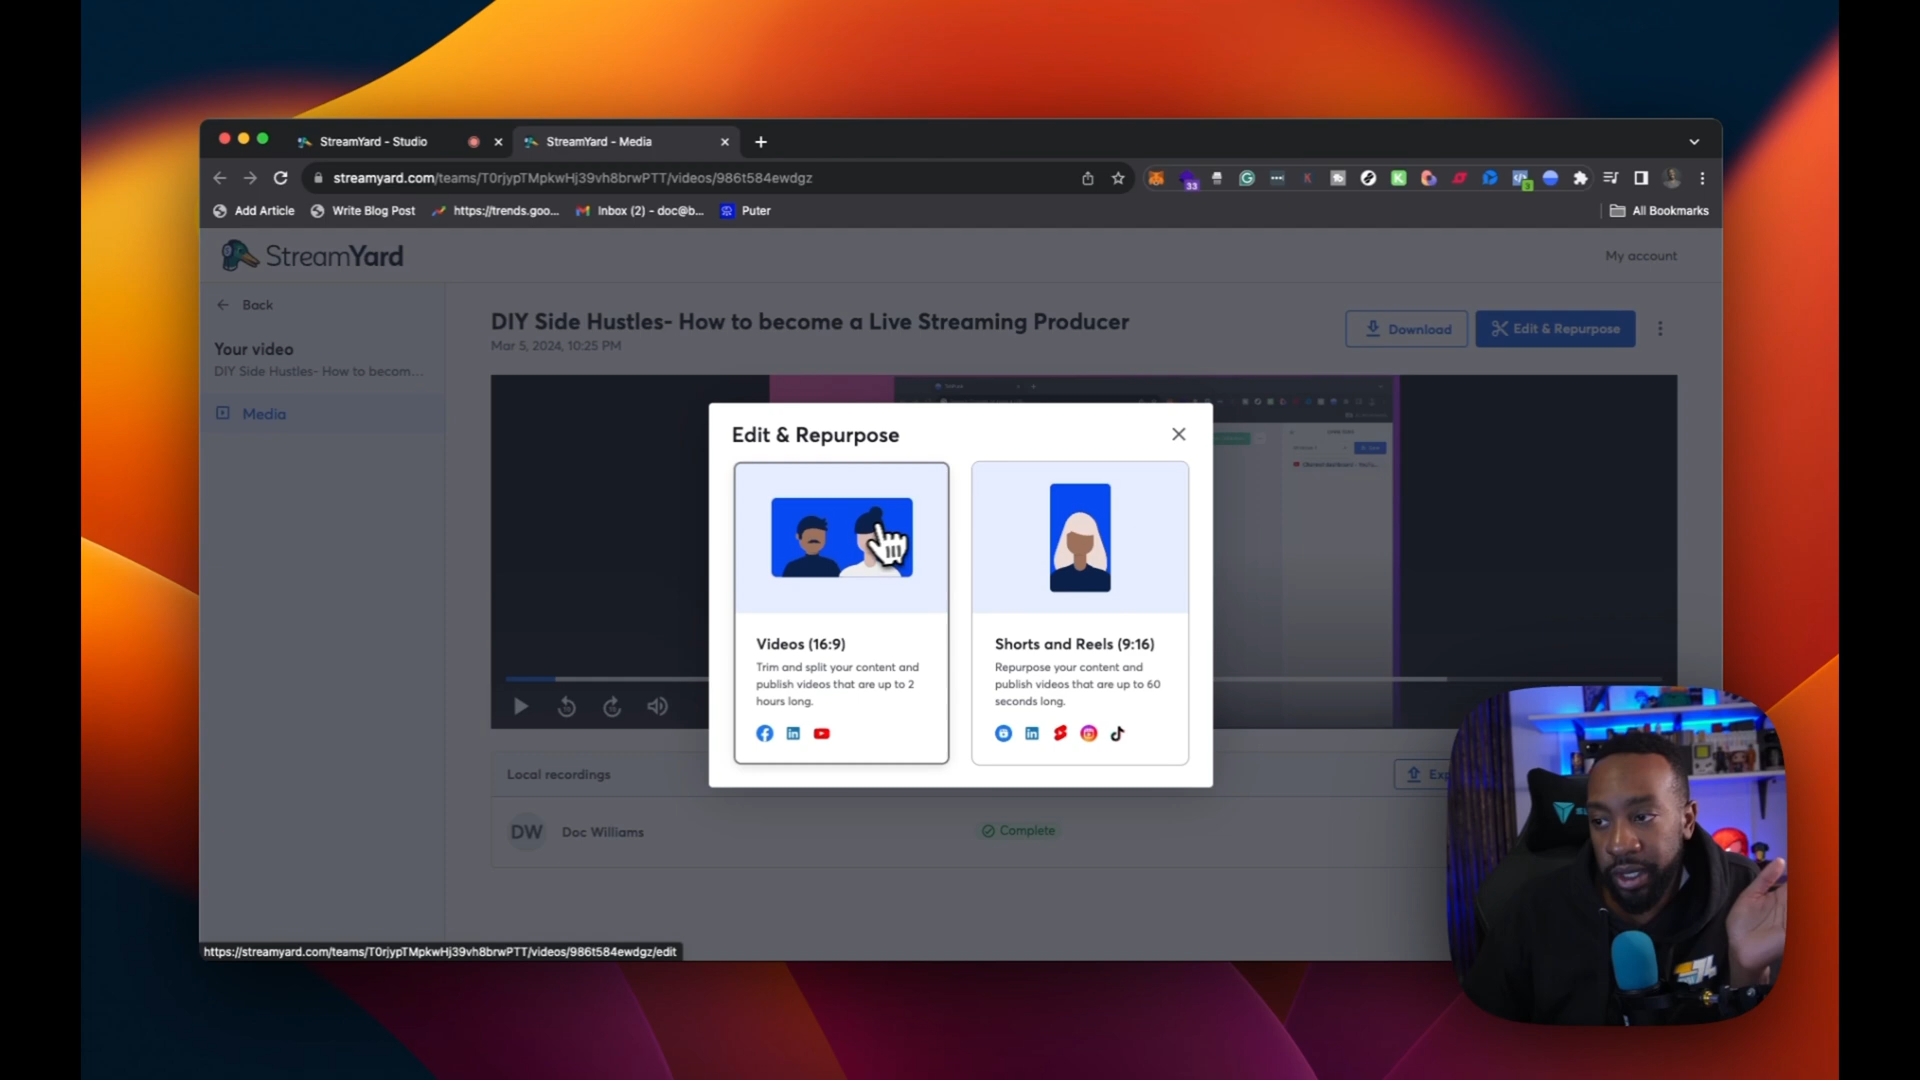 StreamYard - Studio
StreamYard - Media
streamyard.com/teams/T0rjypTMpkwHj39vh8brwPTT/videos/986t584ewdgz
33
3
Add Article
Write Blog Post
https://trends.goo...
Inbox (2) - doc@b...
Puter
All Bookmarks
StreamYard
My account
Back
Your video
DIY Side Hustles- How to becom...
Media
DIY Side Hustles- How to become a Live Streaming Producer
Mar 5, 2024, 10:25 PM
Download
Edit & Repurpose
Edit & Repurpose
Videos (16:9)
Trim and split your content and
publish videos that are up to 2
hours long.
Shorts and Reels (9:16)
Repurpose your content and
publish videos that are up to 60
seconds long.
Local recordings
Exp
DW
Doc Williams
Complete
https://streamyard.com/teams/T0rjypTMpkwHj39vh8brwPTT/videos/986t584ewdgz/edit